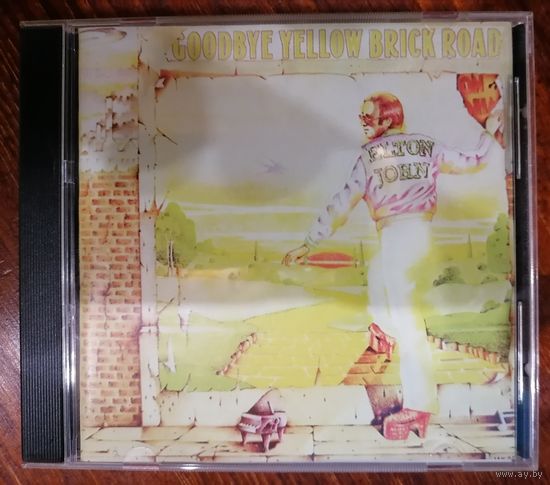 GOODBYE YELLOW BRICK ROAD
ELTON
JOHN
www.ay.by